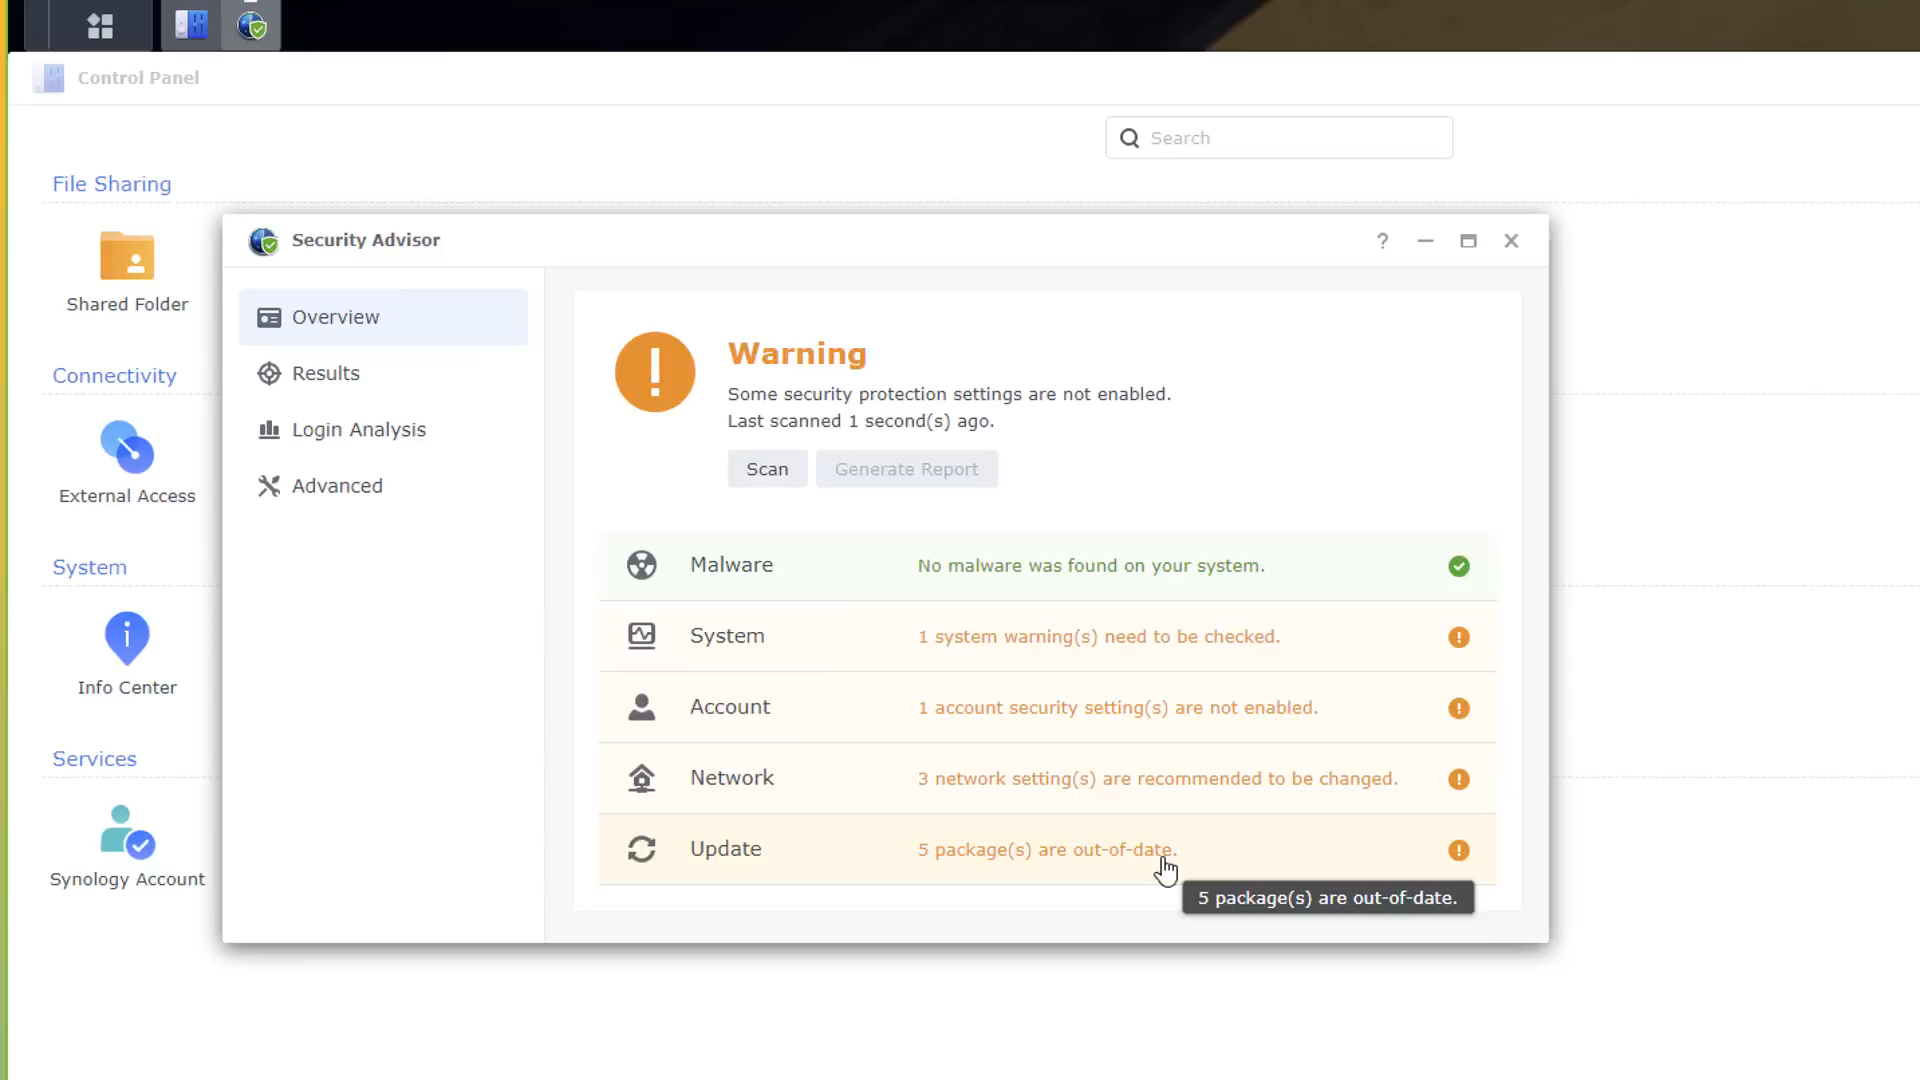 Control Panel
Search
File Sharing
Shared Folder
Connectivity
External Access
System
Info Center
Services
Synology Account
Security Advisor
?
Overview
Results
Login Analysis
Advanced
Warning
Some security protection settings are not enabled.
Last scanned 1 second(s) ago.
Scan
Generate Report
Malware No malware was found on your system.
System 1 system warning(s) need to be checked.
Account 1 account security setting(s) are not enabled.
Network 3 network setting(s) are recommended to be changed.
Update 5 package(s) are out-of-date.
5 package(s) are out-of-date.